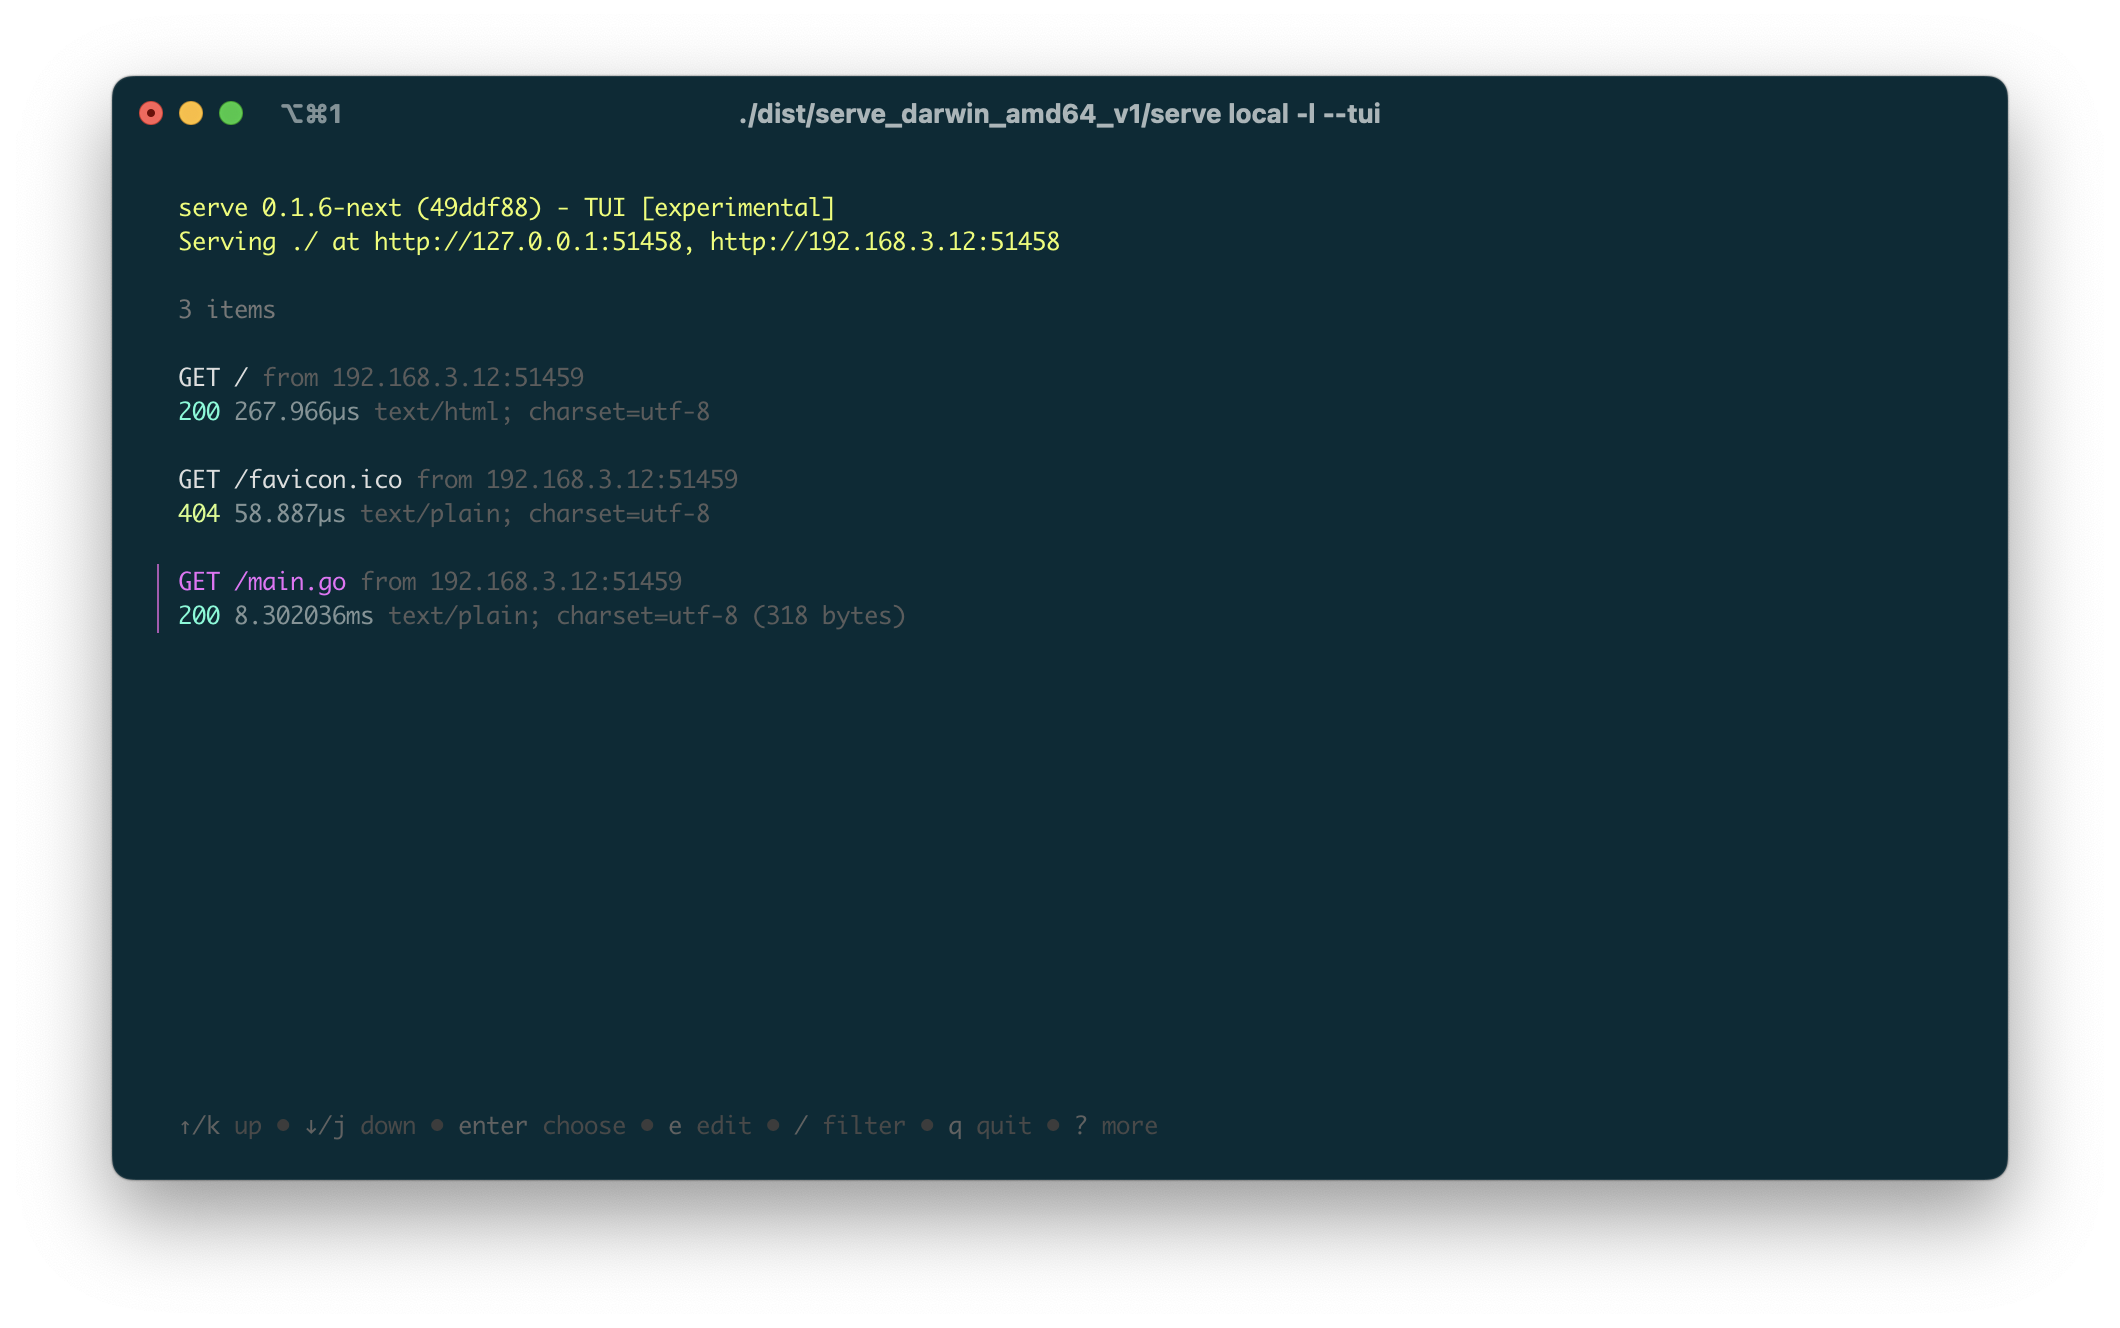 ⌥⌘1 ./dist/serve_darwin_amd64_v1/serve local -l --tui
serve 0.1.6-next (49ddf88) - TUI [experimental]
Serving ./ at http://127.0.0.1:51458, http://192.168.3.12:51458
3 items
GET / from 192.168.3.12:51459
200 267.966µs text/html; charset=utf-8
GET /favicon.ico from 192.168.3.12:51459
404 58.887µs text/plain; charset=utf-8
GET /main.go from 192.168.3.12:51459
200 8.302036ms text/plain; charset=utf-8 (318 bytes)
↑/k up • ↓/j down • enter choose • e edit • / filter • q quit • ? more